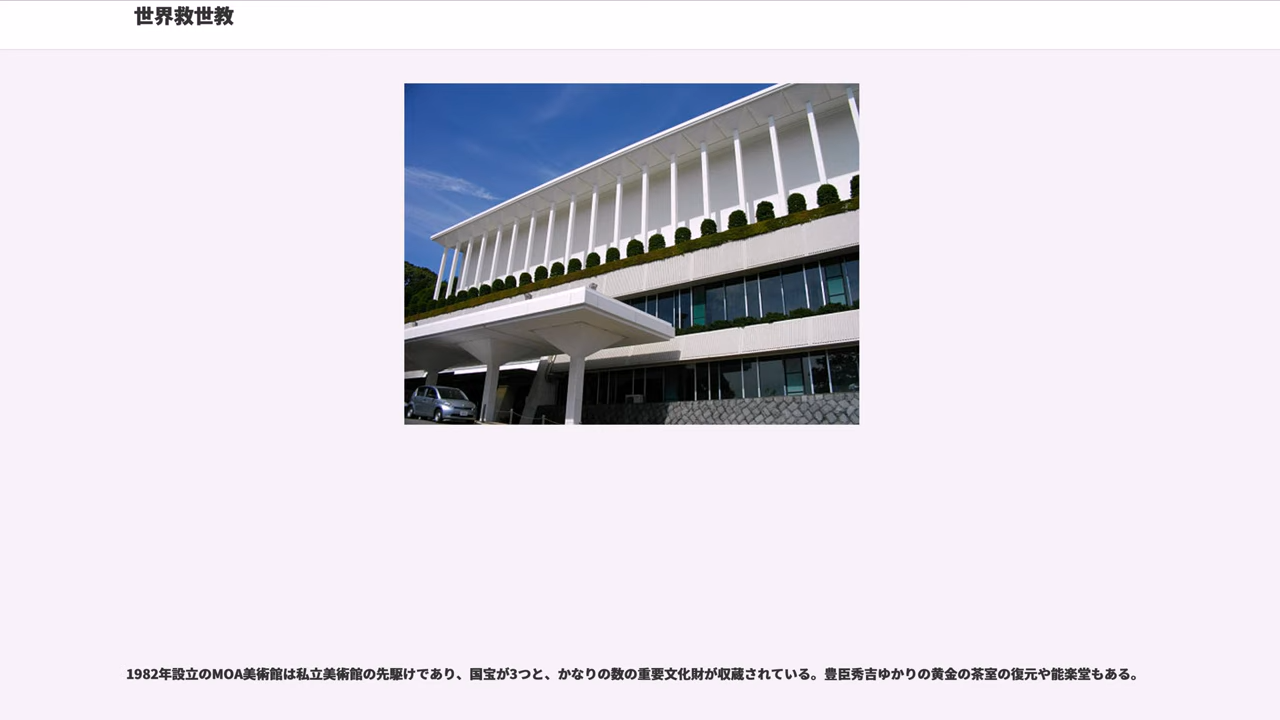 世界救世教
1982年設立のMOA美術館は私立美術館の先駆けであり、国宝が3つと、かなりの数の重要文化財が収蔵されている。豊臣秀吉ゆかりの黄金の茶室の復元や能楽堂もある。